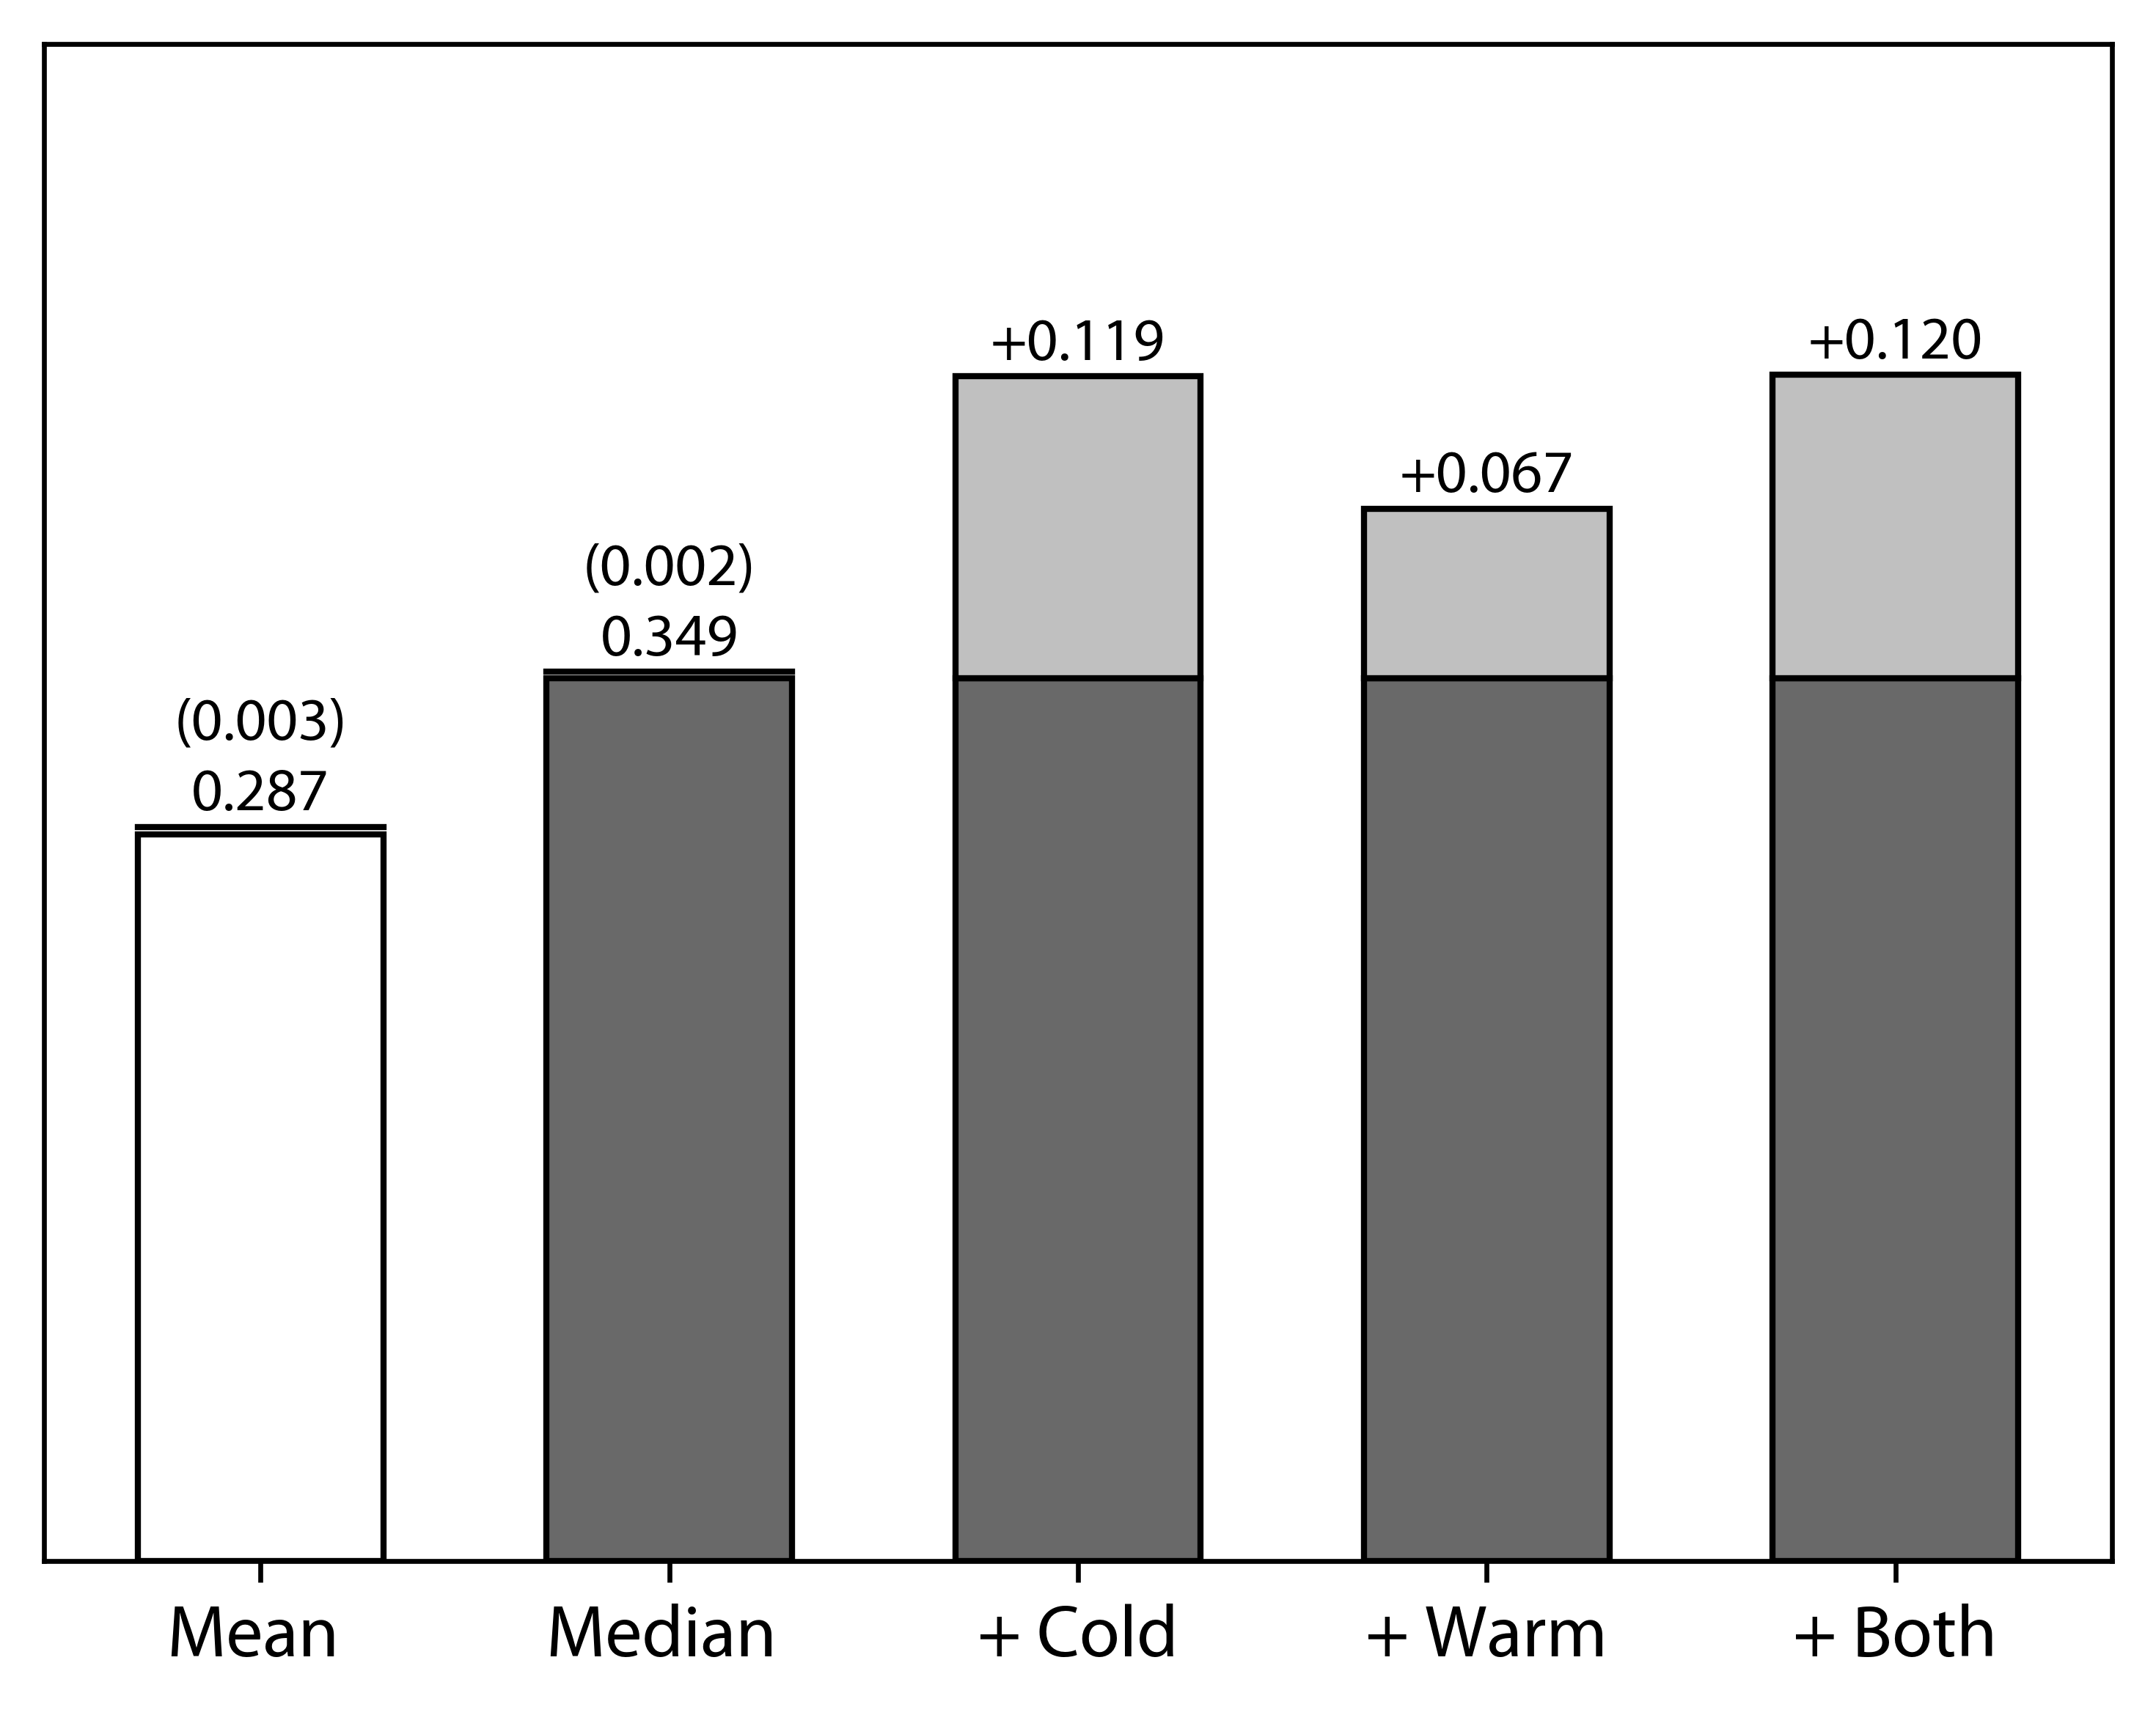 +0.119
+0.120
+0.067
(0.002)
0.349
(0.003)
0.287
Mean
Median
+ Cold
+ Warm
+ Both